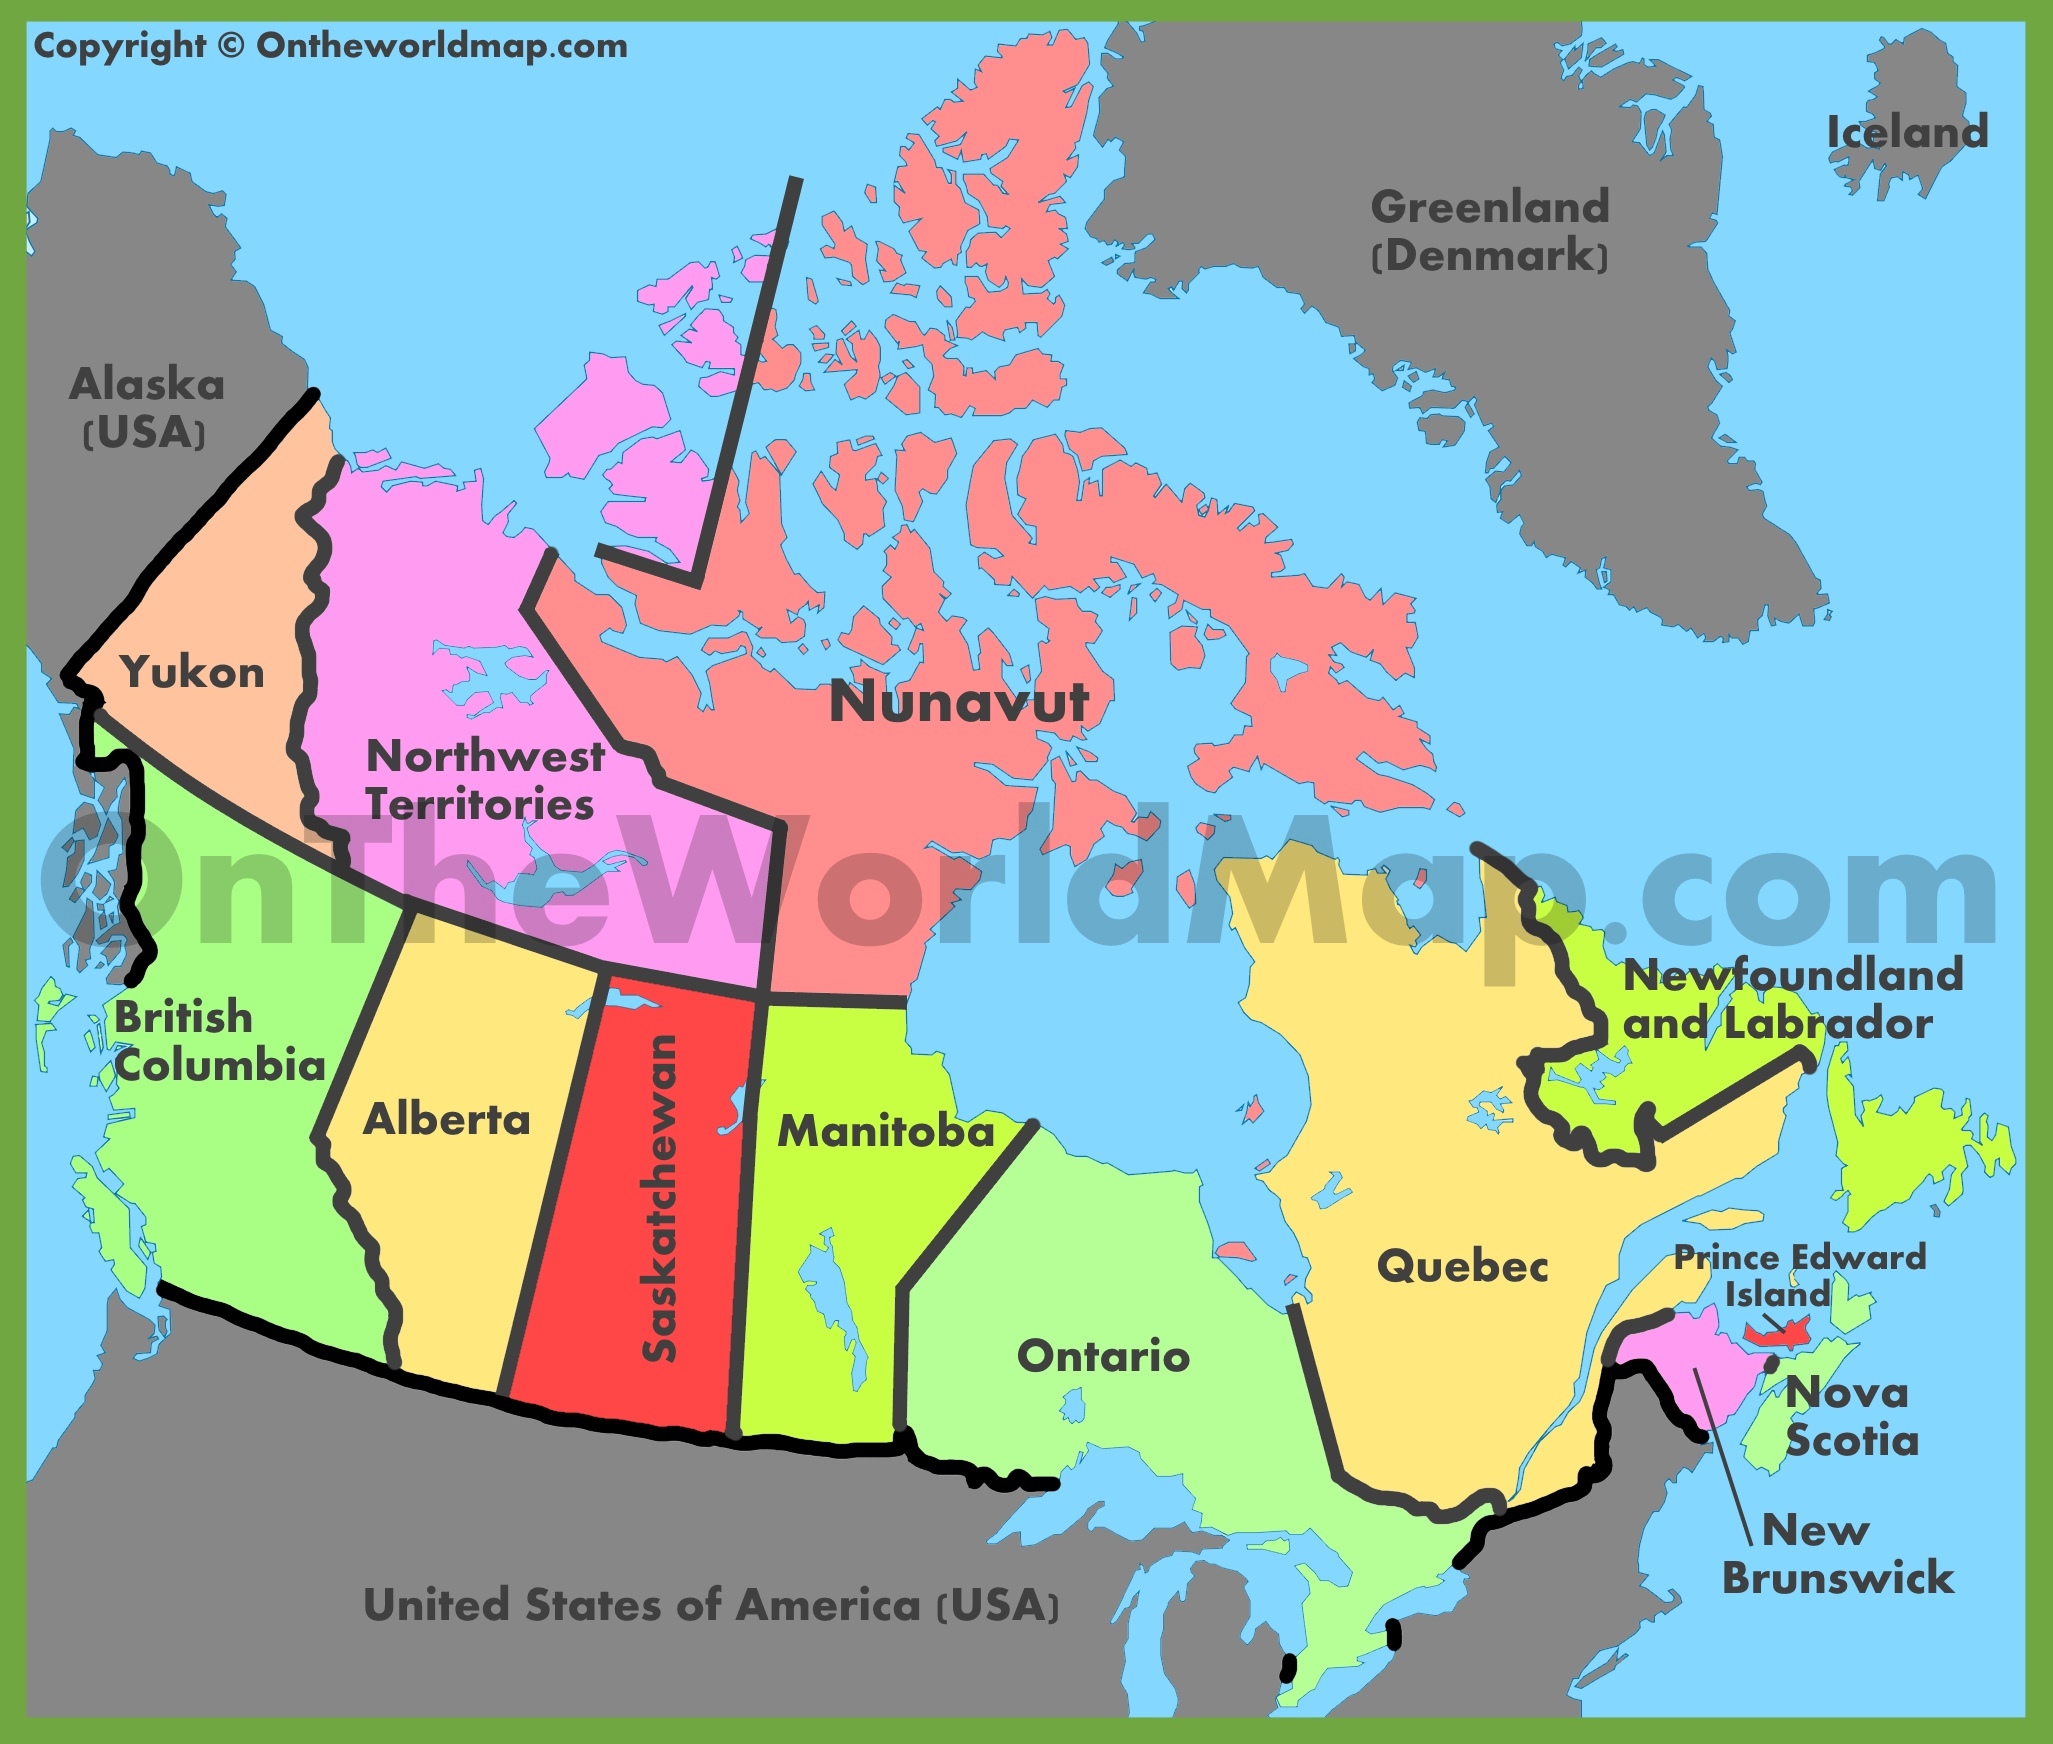 Copyright © Ontheworldmap.com
Iceland
Greenland
(Denmark)
Alaska
(USA)
Yukon
Nunavut
Northwest
Territories
©OnTheWorldMap.com
Newfoundland
and Labrador
British
Columbia
Alberta
Saskatchewan
Manitoba
Quebec
Prince Edward
Island
Ontario
Nova
Scotia
New
Brunswick
United States of America (USA)